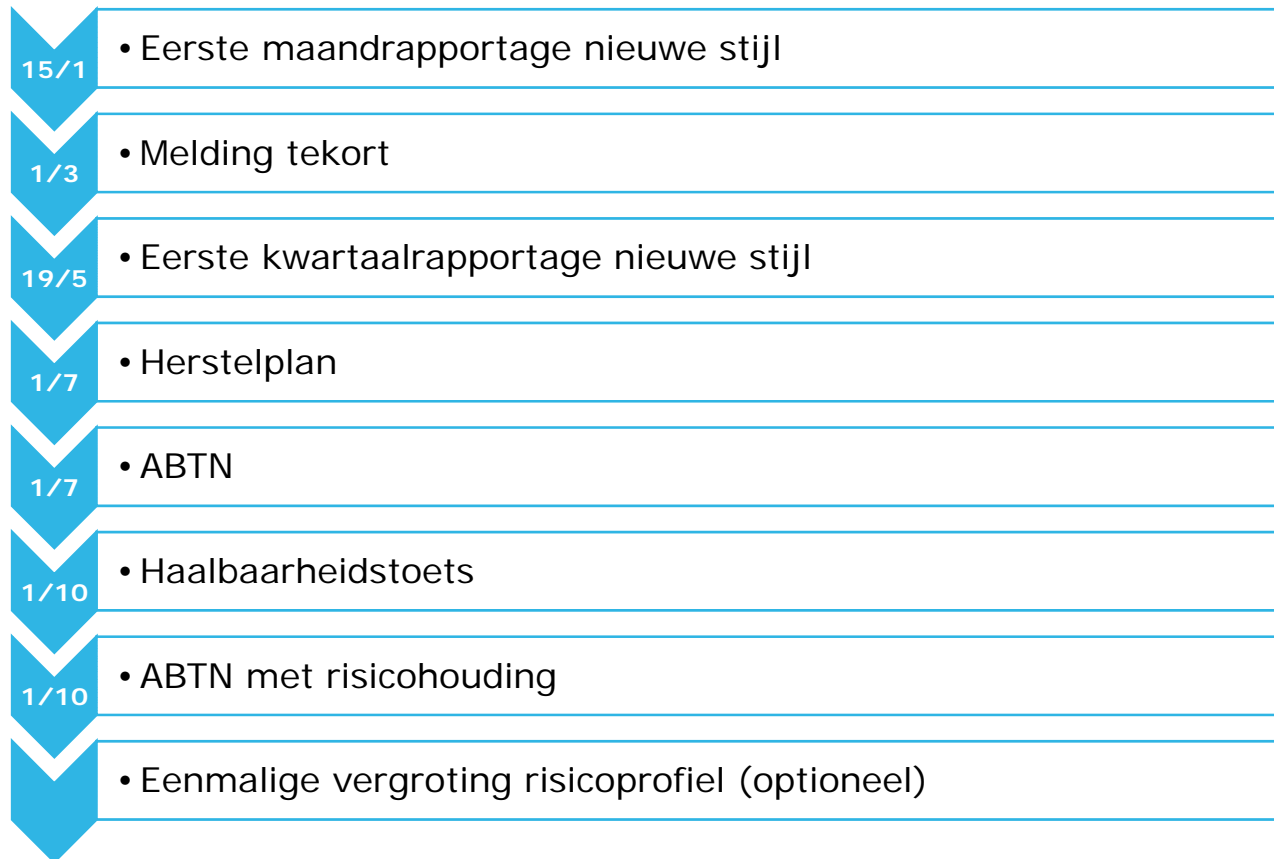 15/1 • Eerste maandrapportage nieuwe stijl
1/3 • Melding tekort
19/5 • Eerste kwartaalrapportage nieuwe stijl
1/7 • Herstelplan
1/7 • ABTN
1/10 • Haalbaarheidstoets
1/10 • ABTN met risicohouding
• Eenmalige vergroting risicoprofiel (optioneel)